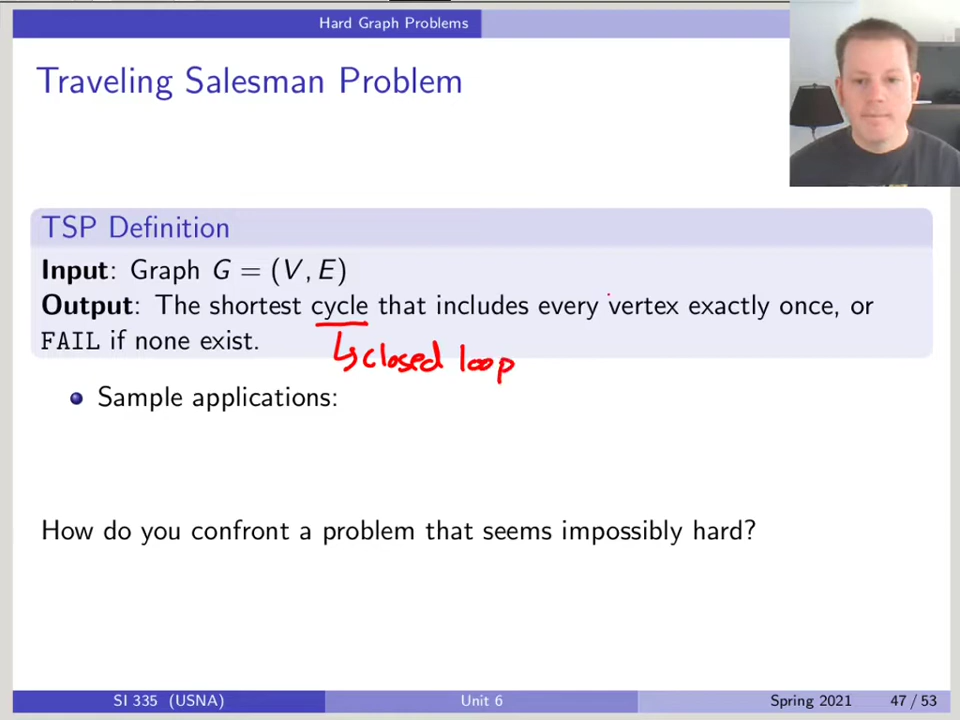 Hard Graph Problems
Traveling Salesman Problem
TSP Definition
Input: Graph G = (V, E)
Output: The shortest cycle that includes every vertex exactly once, or
FAIL if none exist.
↳closed loop
Sample applications:
How do you confront a problem that seems impossibly hard?
SI 335 (USNA)
Unit 6
Spring 2021
47 / 53